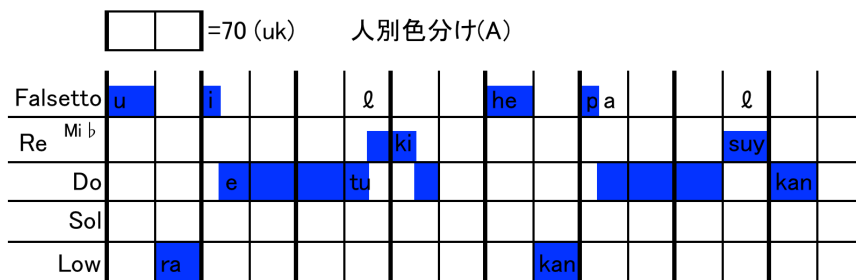 =70 (uk) 人別色分け(A)
Falsetto u i ℓ he p a ℓ
Re Mi♭ ki suy
Do e tu kan
Sol
Low ra kan